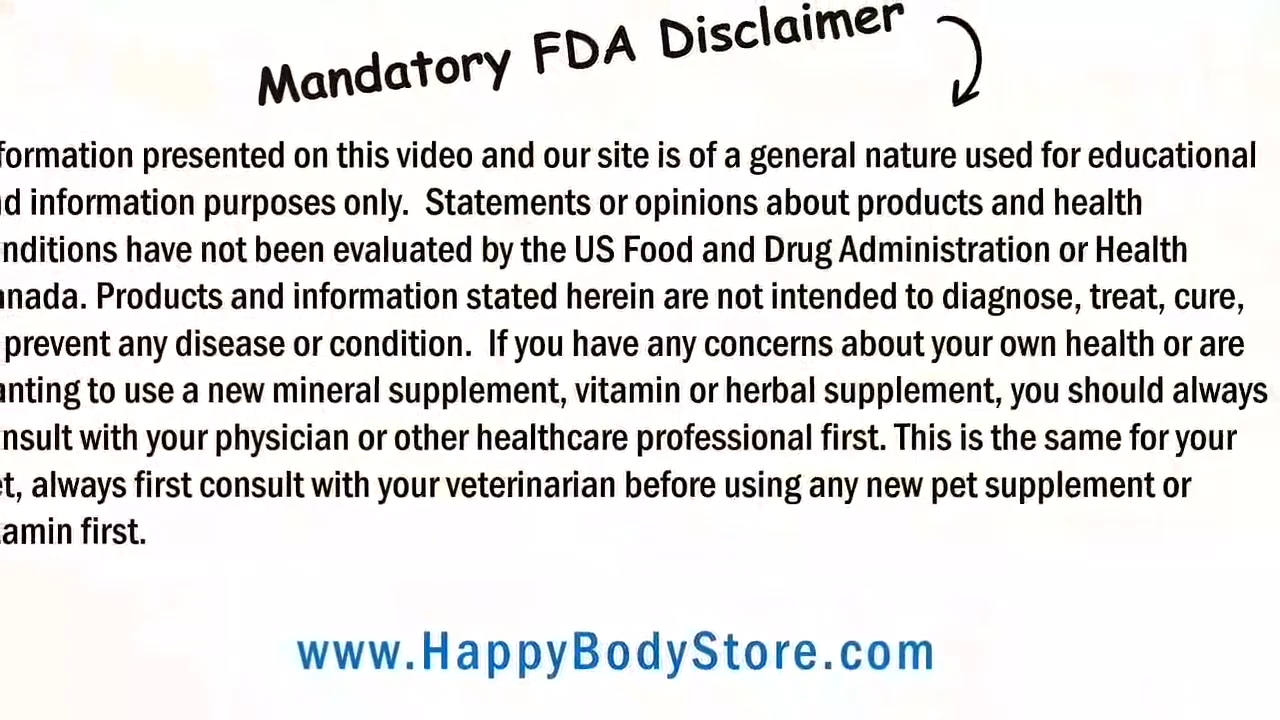 Mandatory FDA Disclaimer
formation presented on this video and our site is of a general nature used for educational
d information purposes only. Statements or opinions about products and health
nditions have not been evaluated by the US Food and Drug Administration or Health
nada. Products and information stated herein are not intended to diagnose, treat, cure,
prevent any disease or condition. If you have any concerns about your own health or are
anting to use a new mineral supplement, vitamin or herbal supplement, you should always
nsult with your physician or other healthcare professional first. This is the same for your
t, always first consult with your veterinarian before using any new pet supplement or
amin first.
www.HappyBodyStore.com